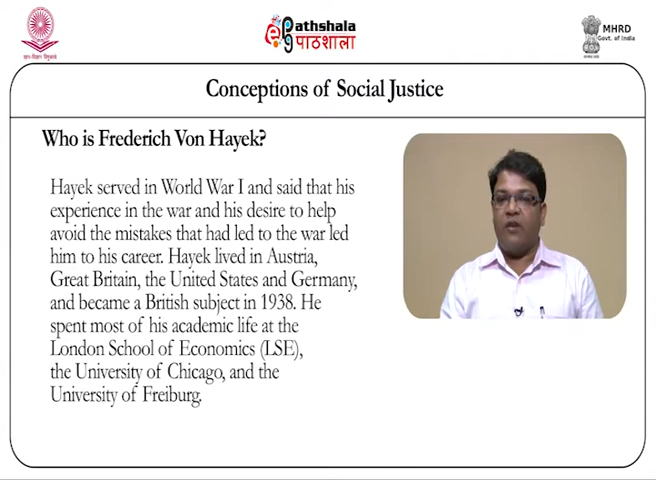 Pathshala
पाठशाला
MHRD
Govt. of India
Conceptions of Social Justice
Who is Frederich Von Hayek?
Hayek served in World War I and said that his
experience in the war and his desire to help
avoid the mistakes that had led to the war led
him to his career. Hayek lived in Austria,
Great Britain, the United States and Germany,
and became a British subject in 1938. He
spent most of his academic life at the
London School of Economics (LSE),
the University of Chicago, and the
University of Freiburg.